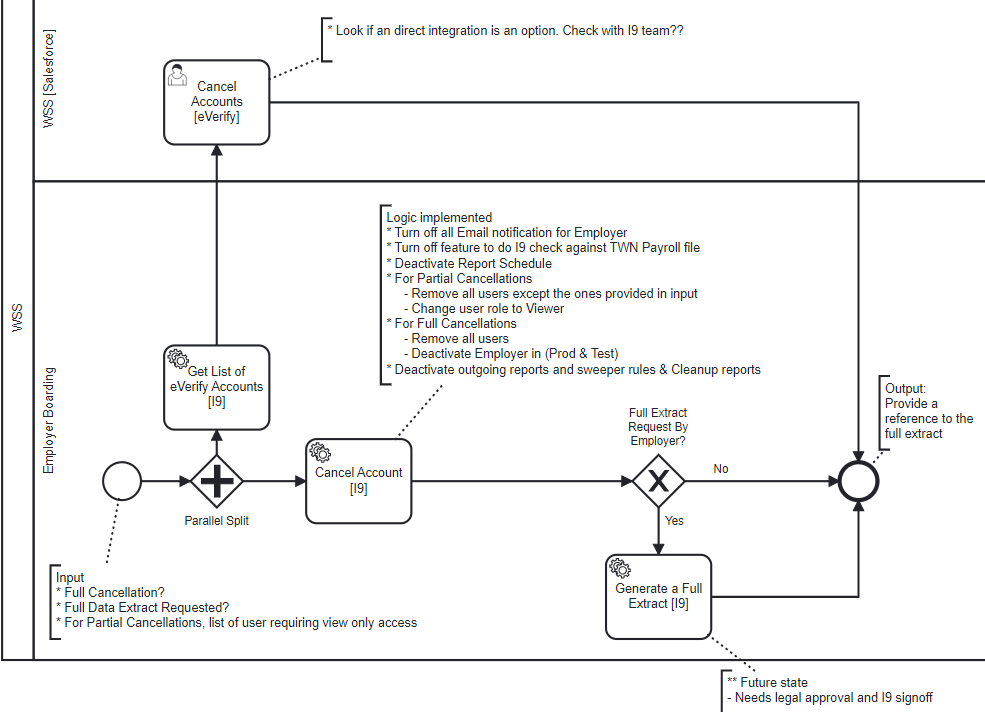 WSS
WSS [Salesforce]
* Look if an direct integration is an option. Check with I9 team??
Cancel
Accounts
[eVerify]
Employer Boarding
Logic implemented
* Turn off all Email notification for Employer
* Turn off feature to do I9 check against TWN Payroll file
* Deactivate Report Schedule
* For Partial Cancellations
- Remove all users except the ones provided in input
- Change user role to Viewer
* For Full Cancellations
- Remove all users
- Deactivate Employer in (Prod & Test)
* Deactivate outgoing reports and sweeper rules & Cleanup reports
Get List of
eVerify Accounts
[I9]
Parallel Split
Cancel Account
[I9]
Full Extract
Request By
Employer?
No
Yes
Output:
Provide a
reference to the
full extract
Input
* Full Cancellation?
* Full Data Extract Requested?
* For Partial Cancellations, list of user requiring view only access
Generate a Full
Extract [I9]
** Future state
- Needs legal approval and I9 signoff